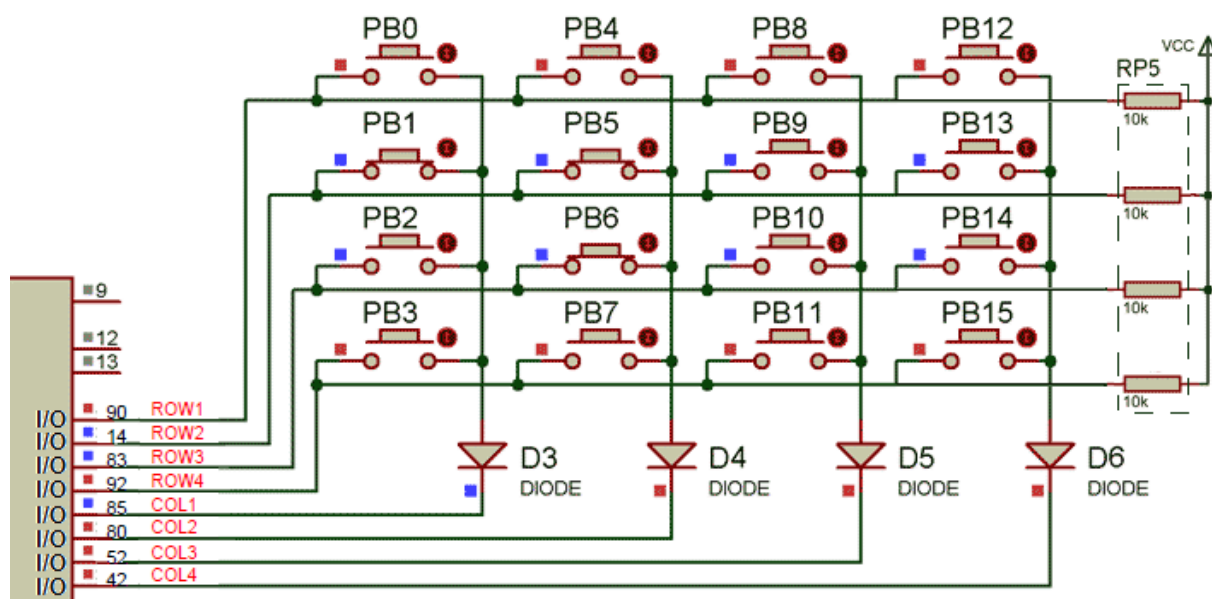 PB0 PB4 PB8 PB12
VCC
RP5
10k
PB1 PB5 PB9 PB13
10k
PB2 PB6 PB10 PB14
9
10k
PB3 PB7 PB11 PB15
12
13
10k
I/O 90 ROW1
I/O 14 ROW2
I/O 83 ROW3
I/O 92 ROW4
I/O 85 COL1
I/O 80 COL2
I/O 52 COL3
I/O 42 COL4
D3 D4 D5 D6
DIODE DIODE DIODE DIODE